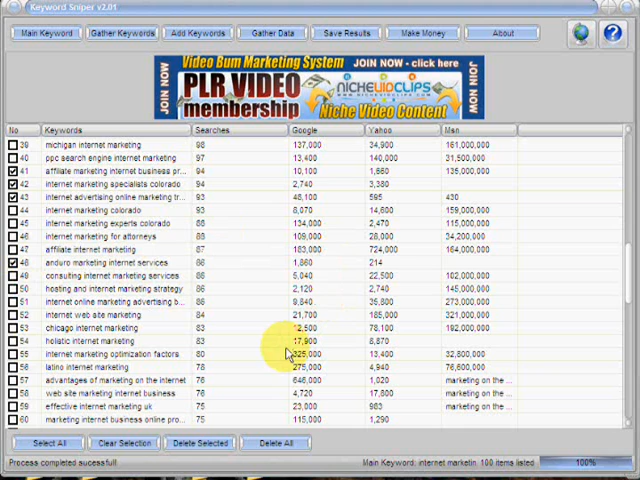 Keyword Sniper v2.01
Main Keyword Gather Keywords Add Keywords Gather Data Save Results Make Money About
Video Bum Marketing System JOIN NOW - click here
JOIN NOW PLR VIDEO membership NICHEVIDCLIPS Niche Video Content JOIN NOW
No Keywords Searches Google Yahoo Msn
39 michigan internet marketing 98 137,000 34,900 161,000,000
40 ppc search engine internet marketing 97 13,400 140,000 31,500,000
41 affiliate marketing internet business pr... 94 10,100 1,660 135,000,000
42 internet marketing specialists colorado 94 2,740 3,380
43 internet advertising online marketing tr... 93 46,100 595 430
44 internet marketing colorado 93 8,070 14,600 159,000,000
45 internet marketing experts colorado 88 134,000 2,470 115,000,000
46 internet marketing for attorneys 88 109,000 28,000 34,200,000
47 affiliate internet marketing 87 183,000 724,000 164,000,000
48 anduro marketing internet services 86 1,860 214
49 consulting internet marketing services 86 5,040 22,500 102,000,000
50 hosting and internet marketing strategy 86 2,120 2,740 145,000,000
51 internet online marketing advertising b... 86 9,840 35,800 273,000,000
52 internet web site marketing 84 21,700 185,000 321,000,000
53 chicago internet marketing 83 12,500 78,100 192,000,000
54 holistic internet marketing 83 17,900 8,870
55 internet marketing optimization factors 80 325,000 13,400 32,800,000
56 latino internet marketing 78 275,000 4,940 76,600,000
57 advantages of marketing on the internet 76 646,000 1,020 marketing on the ...
58 web site marketing internet business 76 4,720 17,800 marketing on the ...
59 effective internet marketing uk 75 23,000 983 marketing on the ...
60 marketing internet business online pro... 75 115,000 1,290
Select All Clear Selection Delete Selected Delete All
Process completed sucessfull! Main Keyword: internet marketin 100 items listed 100%